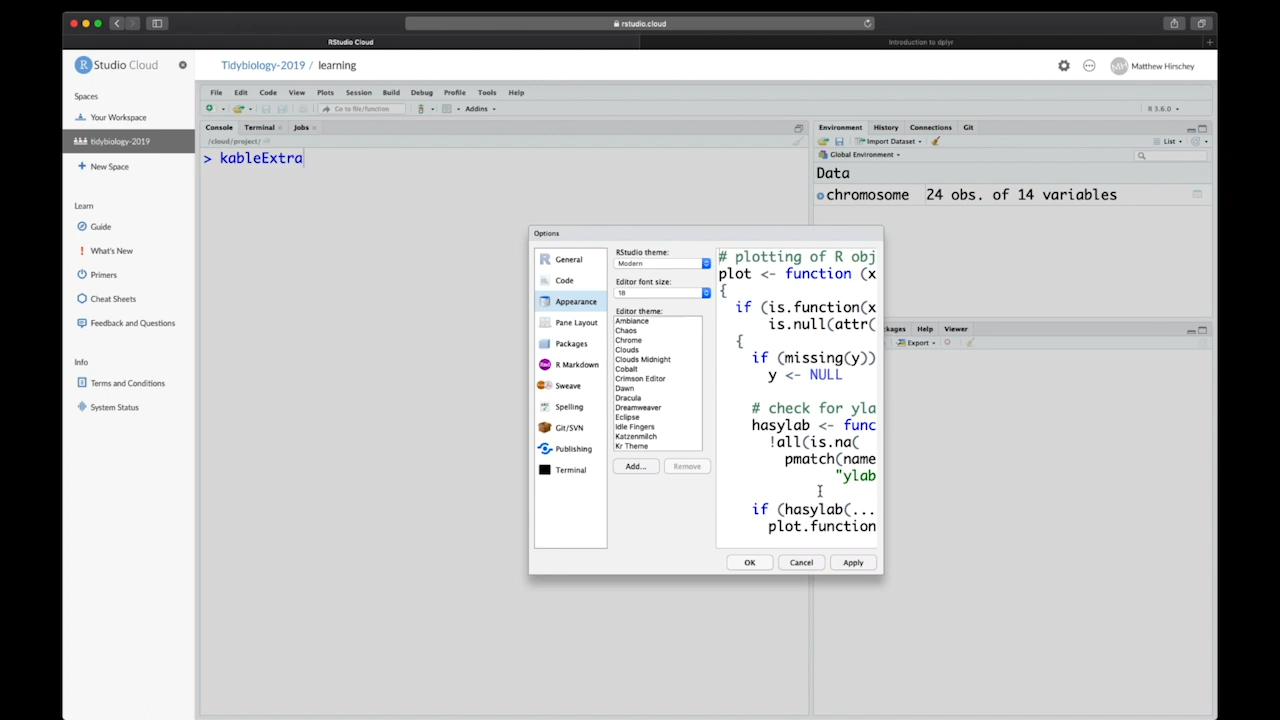 rstudio.cloud
RStudio Cloud
Introduction to dplyr
R Studio Cloud
Tidybiology-2019 / learning
MH Matthew Hirschey
Spaces
Your Workspace
tidybiology-2019
New Space
Learn
Guide
What's New
Primers
Cheat Sheets
Feedback and Questions
Info
Terms and Conditions
System Status
File Edit Code View Plots Session Build Debug Profile Tools Help
Go to file/function Addins R 3.6.0
Console Terminal Jobs
/cloud/project/
> kableExtra
Environment History Connections Git
Import Dataset List
Global Environment
Data
chromosome 24 obs. of 14 variables
ckages Help Viewer
Export
Options
General
Code
Appearance
Pane Layout
Packages
R Markdown
Sweave
Spelling
Git/SVN
Publishing
Terminal
RStudio theme:
Modern
Editor font size:
18
Editor theme:
Ambiance
Chaos
Chrome
Clouds
Clouds Midnight
Cobalt
Crimson Editor
Dawn
Dracula
Dreamweaver
Eclipse
Idle Fingers
Katzenmilch
Kr Theme
Add... Remove
# plotting of R obj
plot <- function (x
{
if (is.function(x
is.null(attr(
{
if (missing(y))
y <- NULL
# check for yla
hasylab <- func
!all(is.na(
pmatch(name
"ylab
if (hasylab(...
plot.function
OK Cancel Apply